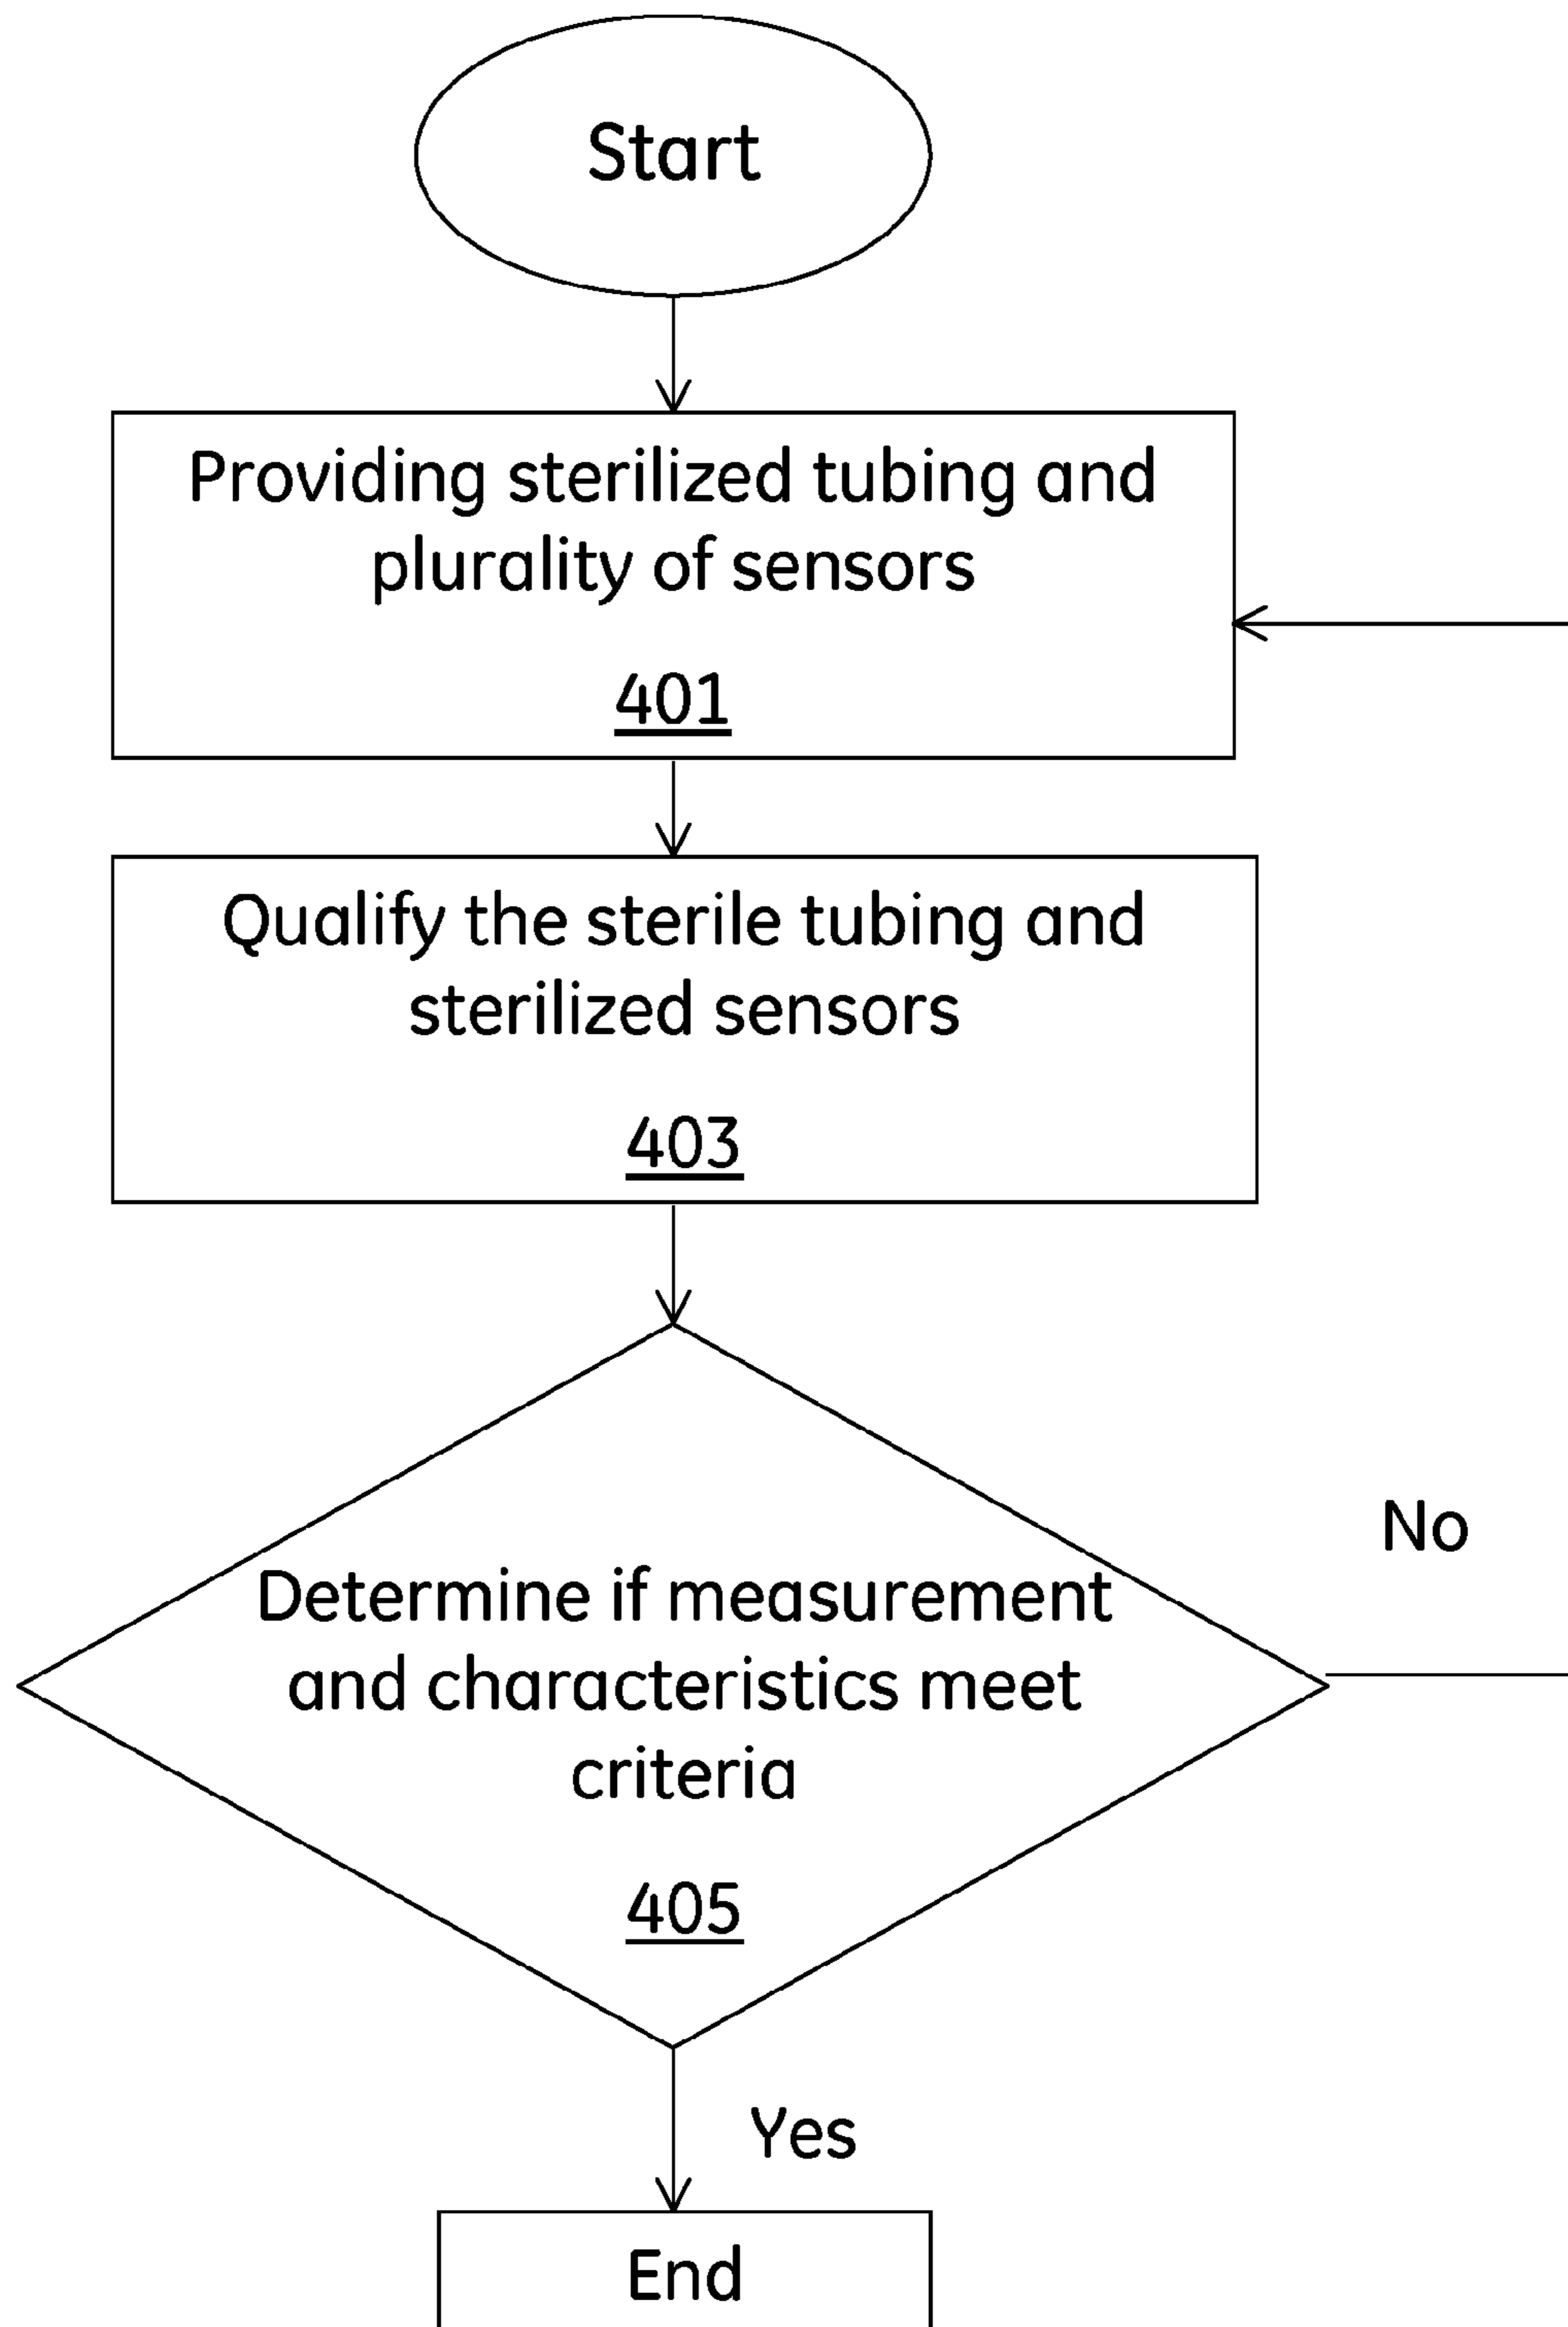 Start
Providing sterilized tubing and
plurality of sensors
401
Qualify the sterile tubing and
sterilized sensors
403
No
Determine if measurement
and characteristics meet
criteria
405
Yes
End